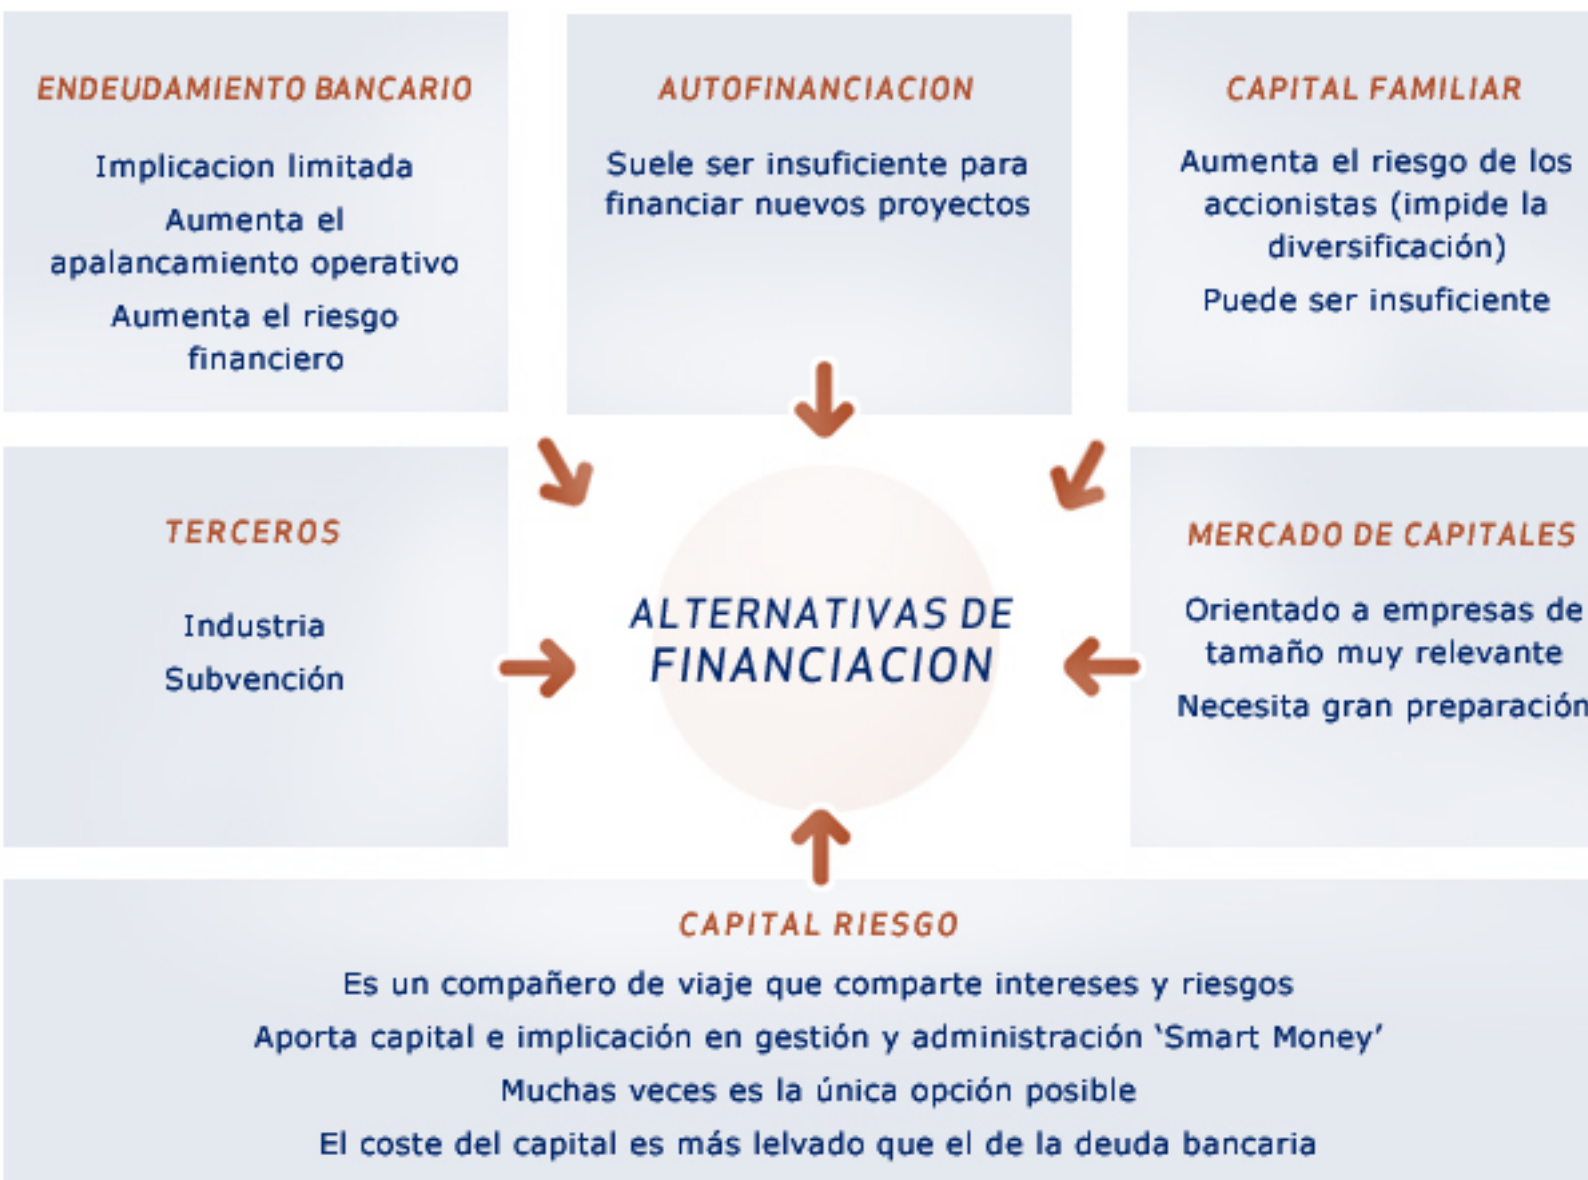 ENDEUDAMIENTO BANCARIO
Implicacion limitada
Aumenta el
apalancamiento operativo
Aumenta el riesgo
financiero
AUTOFINANCIACION
Suele ser insuficiente para
financiar nuevos proyectos
CAPITAL FAMILIAR
Aumenta el riesgo de los
accionistas (impide la
diversificación)
Puede ser insuficiente
TERCEROS
Industria
Subvención
ALTERNATIVAS DE
FINANCIACION
MERCADO DE CAPITALES
Orientado a empresas de
tamaño muy relevante
Necesita gran preparación
CAPITAL RIESGO
Es un compañero de viaje que comparte intereses y riesgos
Aporta capital e implicación en gestión y administración ‘Smart Money’
Muchas veces es la única opción posible
El coste del capital es más lelvado que el de la deuda bancaria